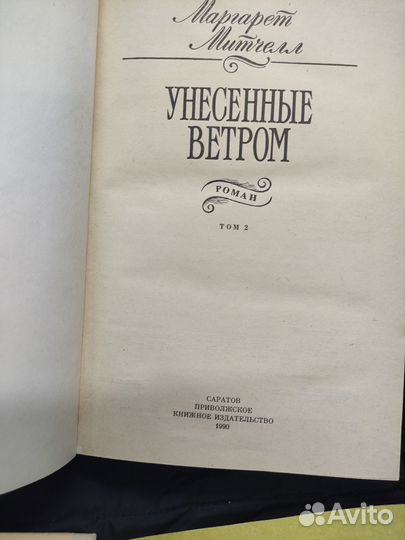 Маргарет
Митчелл
УНЕСЕННЫЕ
ВЕТРОМ
РОМАН
ТОМ 2
САРАТОВ
ПРИВОЛЖСКОЕ
КНИЖНОЕ ИЗДАТЕЛЬСТВО
1990
Avito